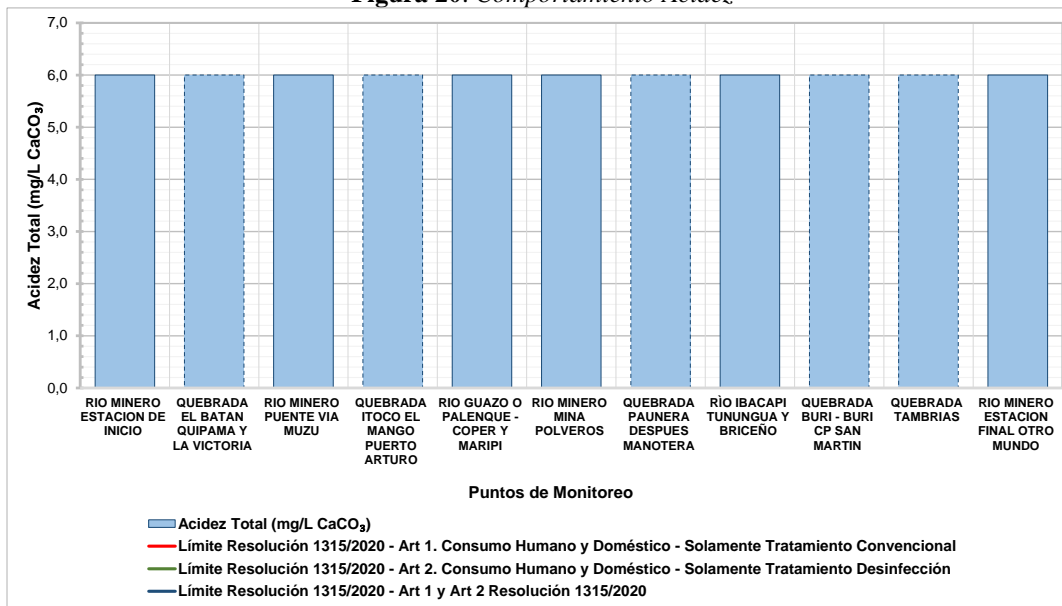 Figura 20. Comportamiento Acidez
7,0
6,0
5,0
4,0
3,0
2,0
1,0
0,0
Acidez Total (mg/L CaCO₃)
RIO MINERO
ESTACION DE
INICIO
QUEBRADA
EL BATAN
QUIPAMA Y
LA VICTORIA
RIO MINERO
PUENTE VIA
MUZU
QUEBRADA
ITOCO EL
MANGO
PUERTO
ARTURO
RIO GUAZO O
PALENQUE -
COPER Y
MARIPI
RIO MINERO
MINA
POLVEROS
QUEBRADA
PAUNERA
DESPUES
MANOTERA
RÌO IBACAPI
TUNUNGUA Y
BRICEÑO
QUEBRADA
BURI - BURI
CP SAN
MARTIN
QUEBRADA
TAMBRIAS
RIO MINERO
ESTACION
FINAL OTRO
MUNDO
Puntos de Monitoreo
Acidez Total (mg/L CaCO₃)
Límite Resolución 1315/2020 - Art 1. Consumo Humano y Doméstico - Solamente Tratamiento Convencional
Límite Resolución 1315/2020 - Art 2. Consumo Humano y Doméstico - Solamente Tratamiento Desinfección
Límite Resolución 1315/2020 - Art 1 y Art 2 Resolución 1315/2020